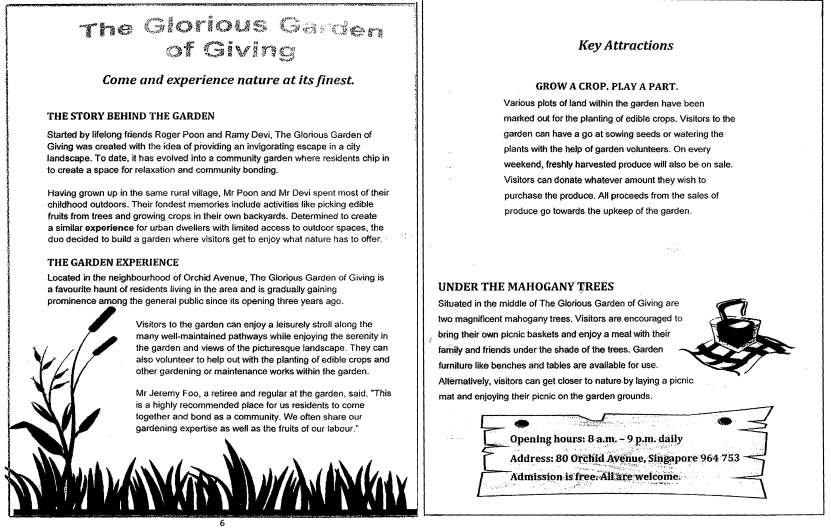 The Glorious Garden
of Giving
Come and experience nature at its finest.
THE STORY BEHIND THE GARDEN
Started by lifelong friends Roger Poon and Ramy Devi, The Glorious Garden of
Giving was created with the idea of providing an invigorating escape in a city
landscape. To date, it has evolved into a community garden where residents chip in
to create a space for relaxation and community bonding.
Having grown up in the same rural village, Mr Poon and Mr Devi spent most of their
childhood outdoors. Their fondest memories include activities like picking edible
fruits from trees and growing crops in their own backyards. Determined to create
a similar experience for urban dwellers with limited access to outdoor spaces, the
duo decided to build a garden where visitors get to enjoy what nature has to offer.
THE GARDEN EXPERIENCE
Located in the neighbourhood of Orchid Avenue, The Glorious Garden of Giving is
a favourite haunt of residents living in the area and is gradually gaining
prominence among the general public since its opening three years ago.
Visitors to the garden can enjoy a leisurely stroll along the
many well-maintained pathways while enjoying the serenity in
the garden and views of the picturesque landscape. They can
also volunteer to help out with the planting of edible crops and
other gardening or maintenance works within the garden.
Mr Jeremy Foo, a retiree and regular at the garden, said, "This
is a highly recommended place for us residents to come
together and bond as a community. We often share our
gardening expertise as well as the fruits of our labour."
6
Key Attractions
GROW A CROP. PLAY A PART.
Various plots of land within the garden have been
marked out for the planting of edible crops. Visitors to the
garden can have a go at sowing seeds or watering the
plants with the help of garden volunteers. On every
weekend, freshly harvested produce will also be on sale.
Visitors can donate whatever amount they wish to
purchase the produce. All proceeds from the sales of
produce go towards the upkeep of the garden.
UNDER THE MAHOGANY TREES
Situated in the middle of The Glorious Garden of Giving are
two magnificent mahogany trees. Visitors are encouraged to
bring their own picnic baskets and enjoy a meal with their
family and friends under the shade of the trees. Garden
furniture like benches and tables are available for use.
Alternatively, visitors can get closer to nature by laying a picnic
mat and enjoying their picnic on the garden grounds.
Opening hours: 8 a.m. – 9 p.m. daily
Address: 80 Orchid Avenue, Singapore 964 753
Admission is free. All are welcome.